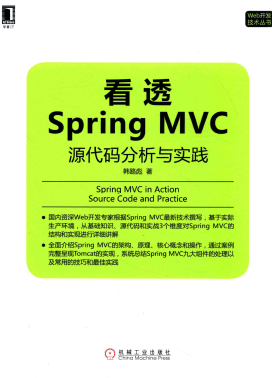 华章IT
Web开发
技术丛书
看透
Spring MVC
源代码分析与实践
韩路彪 著
Spring MVC in Action
Source Code and Practice
国内资深Web开发专家根据Spring MVC最新技术撰写，基于实际
生产环境，从基础知识、源代码和实战3个维度对Spring MVC的
结构和实现进行详细讲解
全面介绍Spring MVC的架构、原理、核心概念和操作，通过案例
完整呈现Tomcat的实现，系统总结Spring MVC九大组件的处理以
及常用的技巧和最佳实践
机械工业出版社
China Machine Press